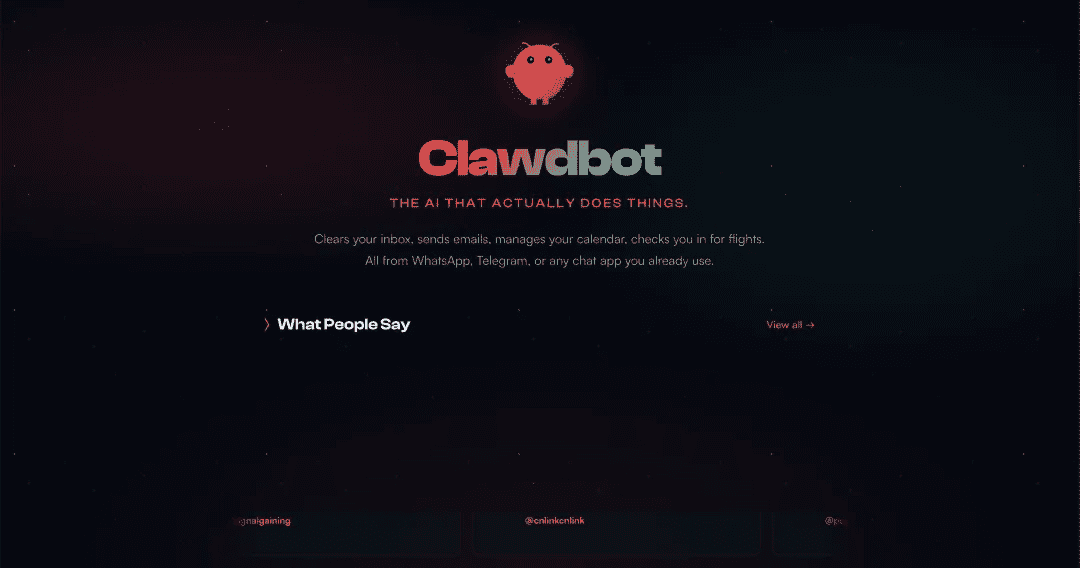 Clawdbot
THE AI THAT ACTUALLY DOES THINGS.
Clears your inbox, sends emails, manages your calendar, checks you in for flights.
All from WhatsApp, Telegram, or any chat app you already use.
What People Say
View all →
@cnlinkcnlink